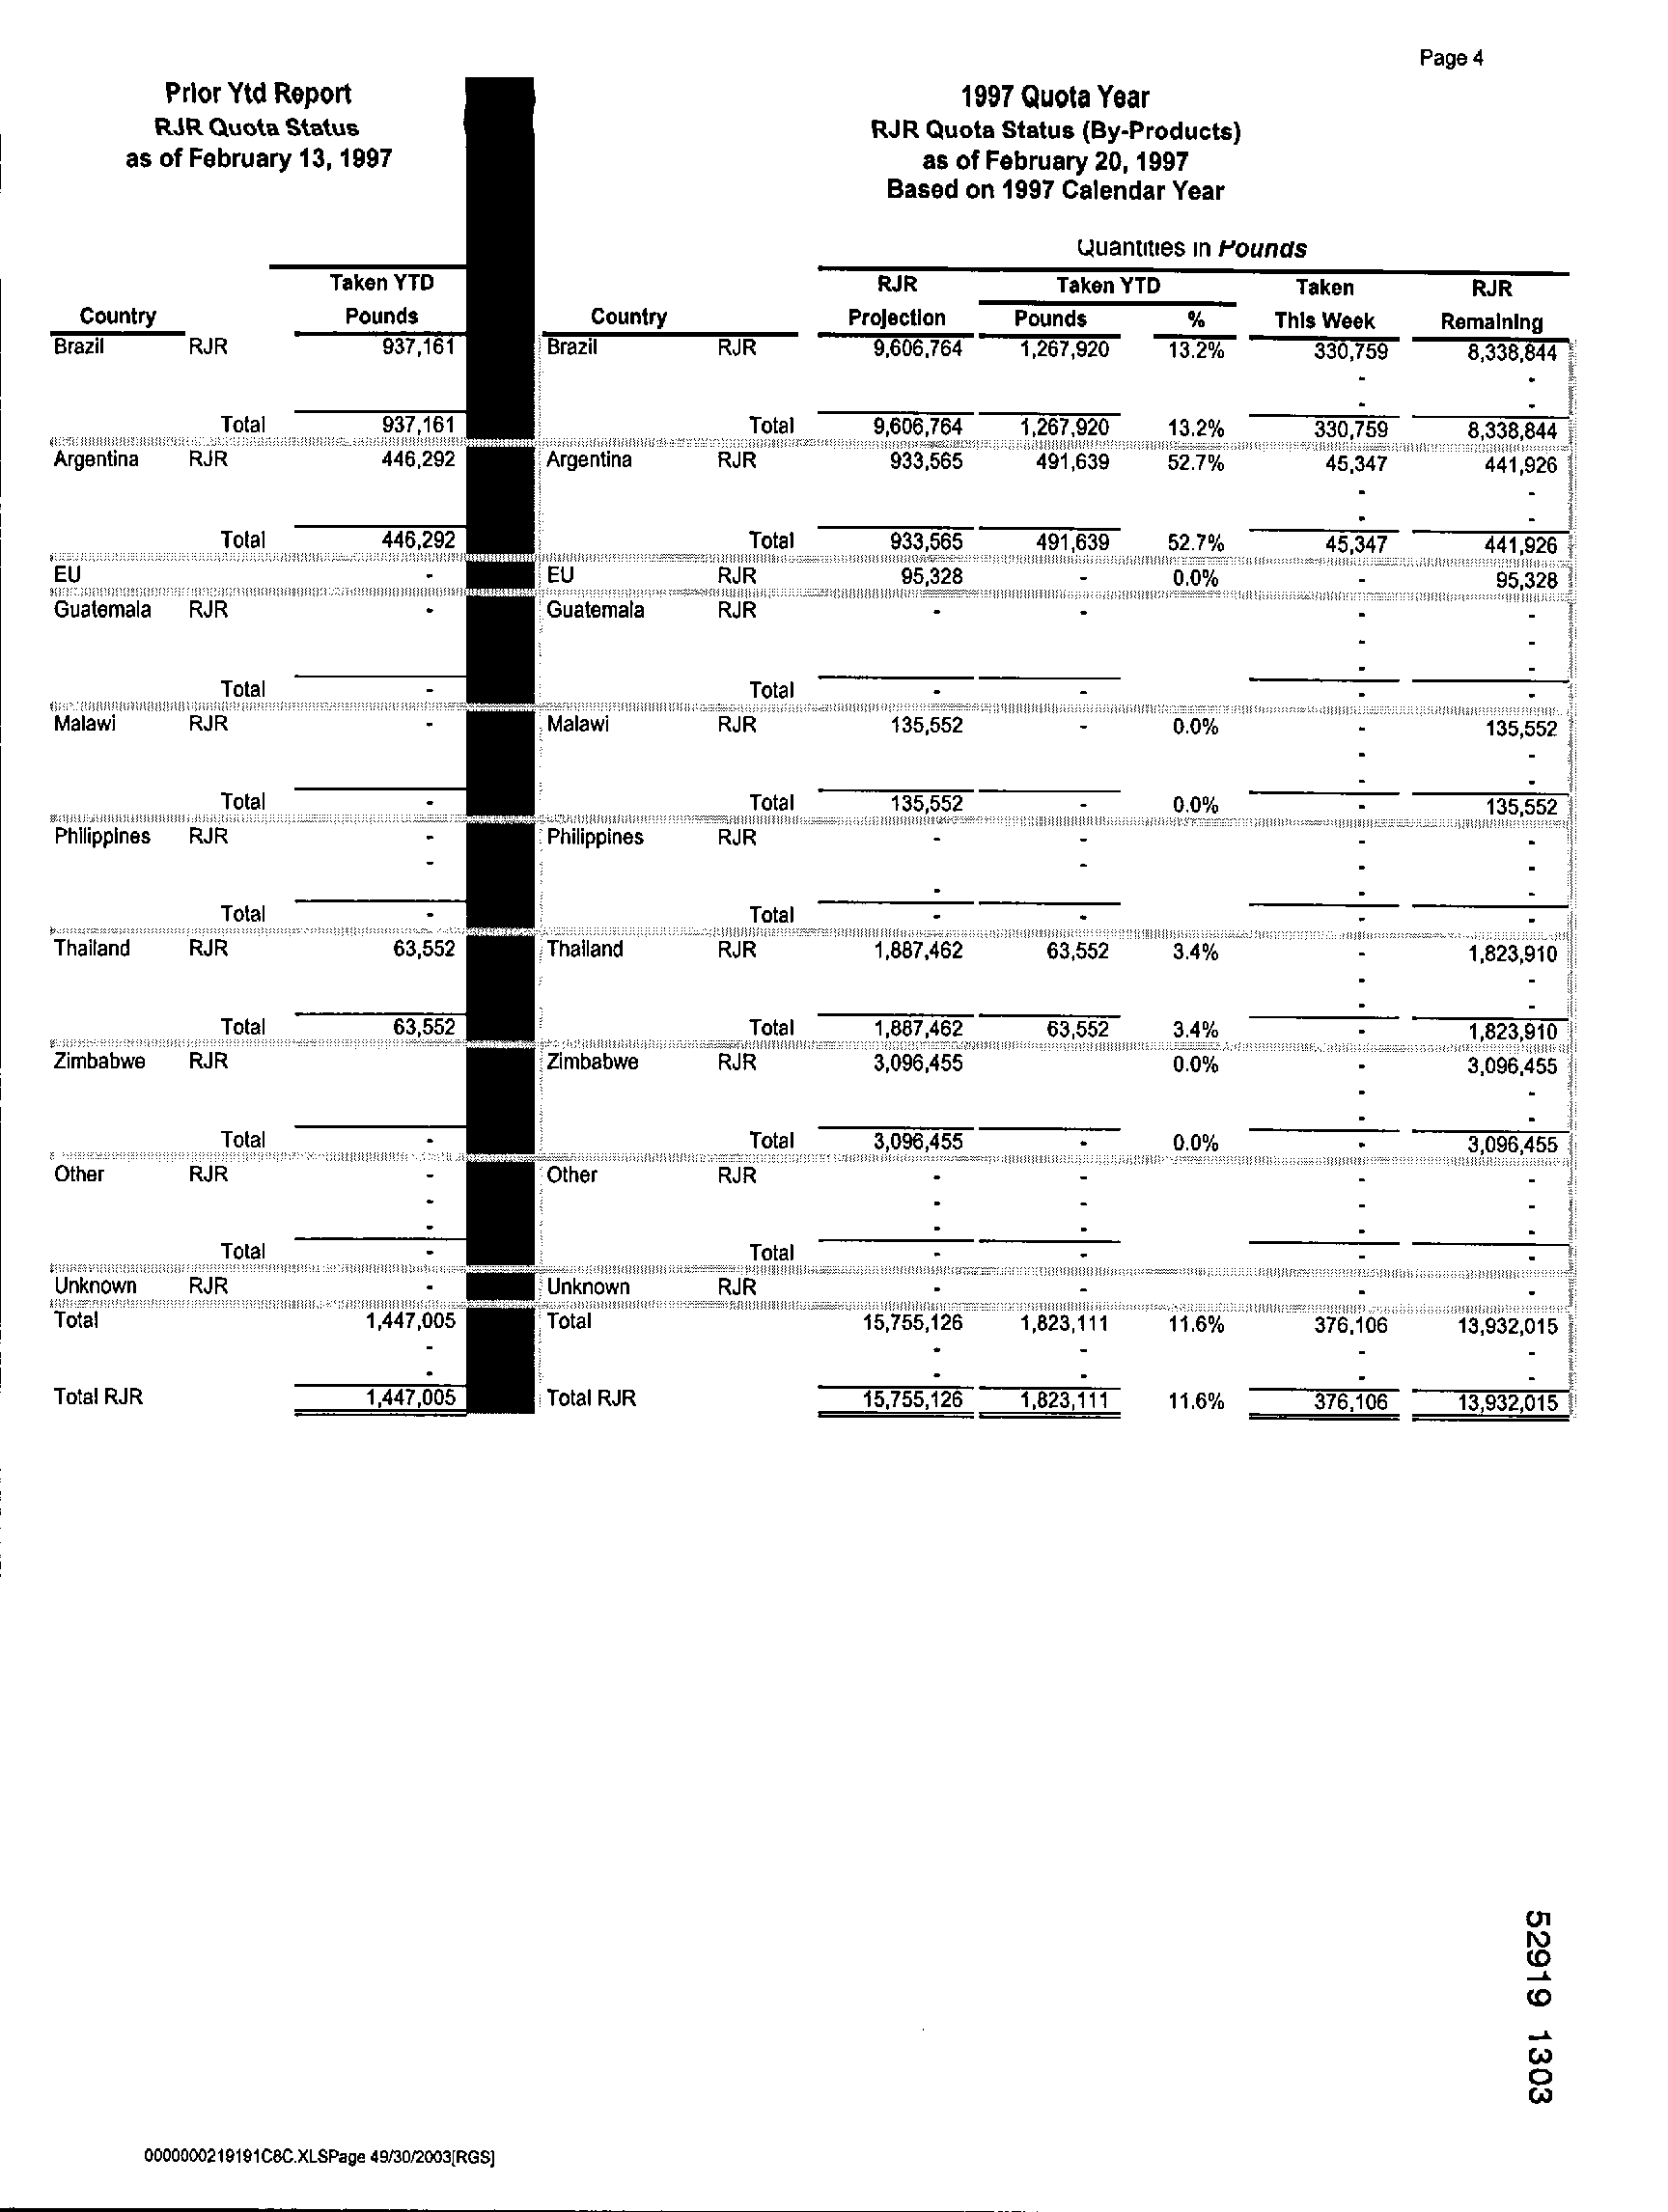 Page 4
Prior Ytd Report
RJR Quota Status
as of February 13, 1997
1997 Quota Year
RJR Quota Status (By-Products)
as of February 20, 1997
Based on 1997 Calendar Year
Quantities in Pounds
Taken YTD RJR Taken YTD Taken RJR
Country Pounds Country Projection Pounds % This Week Remaining
Brazil RJR 937,161 Brazil RJR 9,606,764 1,267,920 13.2% 330,759 8,338,844
- -
- -
Total 937,161 Total 9,606,764 1,267,920 13.2% 330,759 8,338,844
Argentina RJR 446,292 Argentina RJR 933,565 491,639 52.7% 45,347 441,926
- -
- -
Total 446,292 Total 933,565 491,639 52.7% 45,347 441,926
EU - EU RJR 95,328 - 0.0% - 95,328
Guatemala RJR - Guatemala RJR - - - -
- -
- -
Total - Total - - - -
Malawi RJR - Malawi RJR 135,552 - 0.0% - 135,552
- -
- -
Total - Total 135,552 - 0.0% - 135,552
Philippines RJR - Philippines RJR - - - -
- - - -
- - -
Total - Total - - - -
Thailand RJR 63,552 Thailand RJR 1,887,462 63,552 3.4% - 1,823,910
- -
- -
Total 63,552 Total 1,887,462 63,552 3.4% - 1,823,910
Zimbabwe RJR Zimbabwe RJR 3,096,455 0.0% - 3,096,455
- -
- -
Total - Total 3,096,455 - 0.0% - 3,096,455
Other RJR - Other RJR - - - -
- - - - -
- - - - -
Total - Total - - - -
Unknown RJR - Unknown RJR - - - -
Total 1,447,005 Total 15,755,126 1,823,111 11.6% 376,106 13,932,015
- - - - -
- - - - -
Total RJR 1,447,005 Total RJR 15,755,126 1,823,111 11.6% 376,106 13,932,015
52919 1303
0000000219191C8C.XLSPage 49/30/2003[RGS]